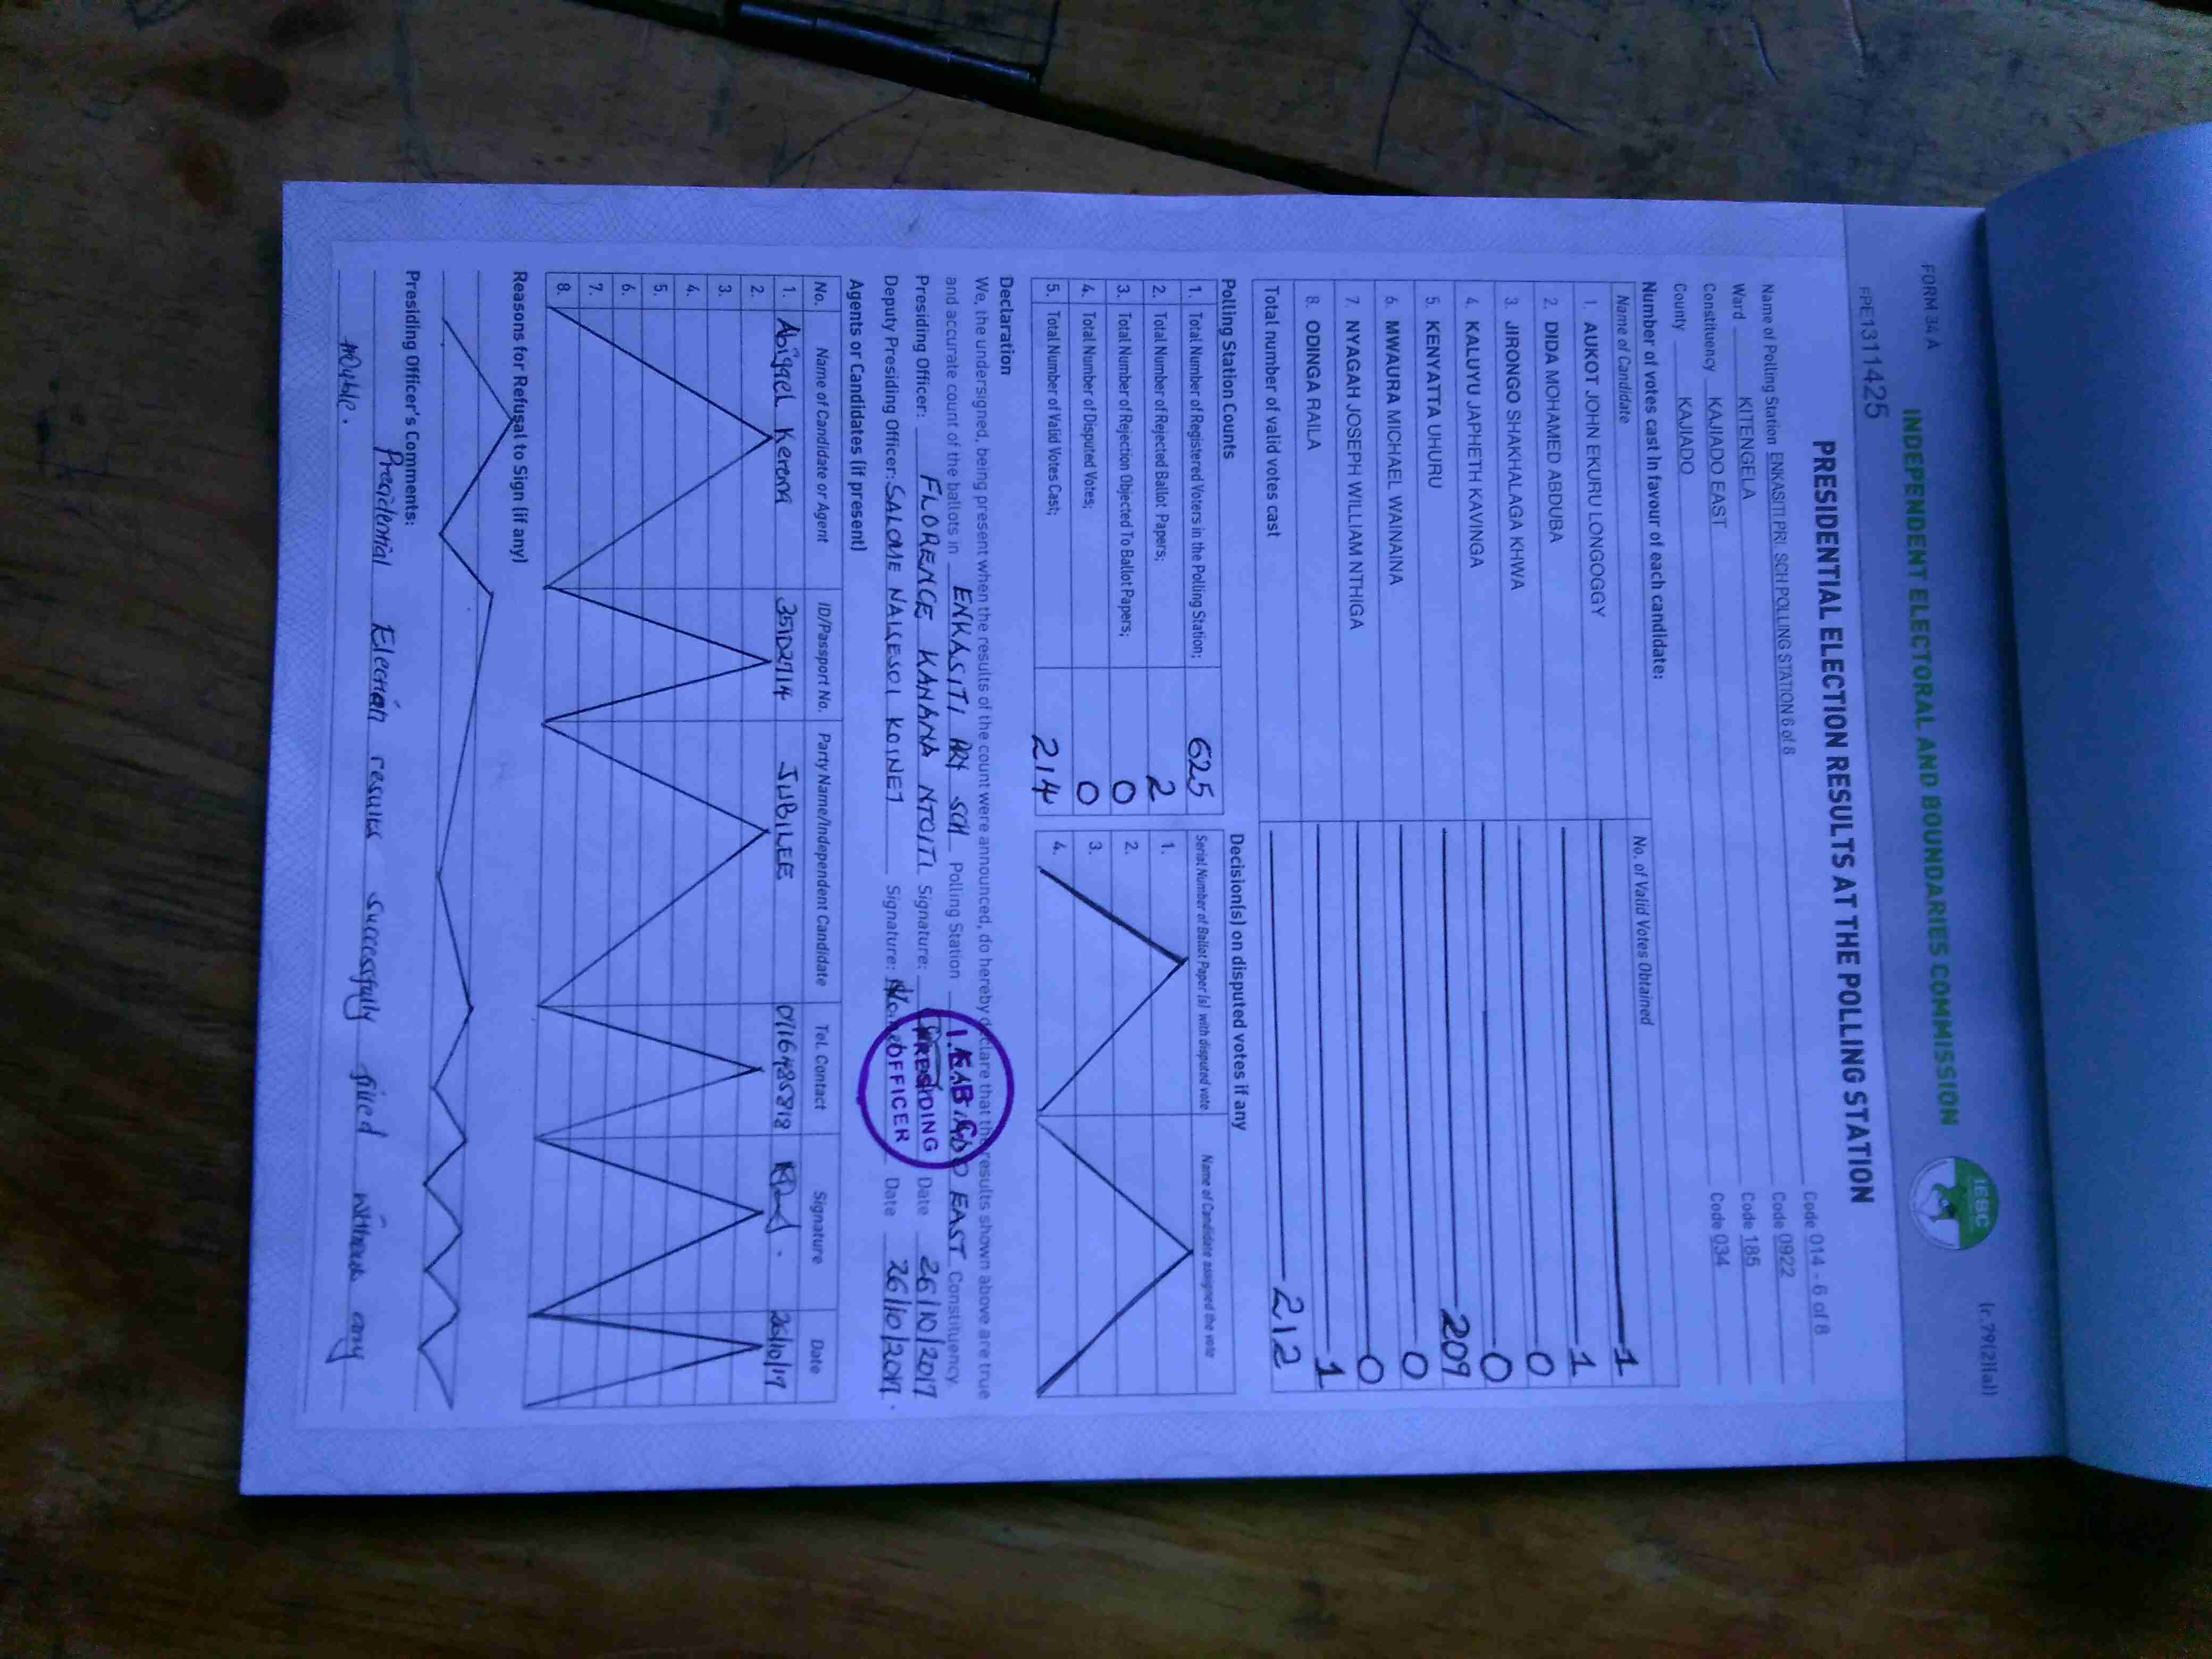 FORM 34 A
(r.79(2)(a))
INDEPENDENT ELECTORAL AND BOUNDARIES COMMISSION
IEBC
FPE1311425
PRESIDENTIAL ELECTION RESULTS AT THE POLLING STATION
Name of Polling Station ENKASITI PRI SCH POLLING STATION 6 of 8 Code 014 - 6 of 8
Ward KITENGELA Code 0922
Constituency KAJIADO EAST Code 185
County KAJIADO Code 034
Number of votes cast in favour of each candidate:
Name of Candidate No. of Valid Votes Obtained
1. AUKOT JOHN EKURU LONGOGGY 1
2. DIDA MOHAMED ABDUBA 1
3. JIRONGO SHAKHALAGA KHWA 0
4. KALUYU JAPHETH KAVINGA 0
5. KENYATTA UHURU 209
6. MWAURA MICHAEL WAINAINA 0
7. NYAGAH JOSEPH WILLIAM NTHIGA 0
8. ODINGA RAILA 1
Total number of valid votes cast 212
Polling Station Counts
1. Total Number of Registered Voters in the Polling Station; 625
2. Total Number of Rejected Ballot Papers; 2
3. Total Number of Rejection Objected To Ballot Papers; 0
4. Total Number of Disputed Votes; 0
5. Total Number of Valid Votes Cast; 214
Decision(s) on disputed votes if any
Serial Number of Ballot Paper (s) with disputed vote Name of Candidate assigned the vote
1.
2.
3.
4.
Declaration
We, the undersigned, being present when the results of the count were announced, do hereby declare that the results shown above are true
and accurate count of the ballots in ENKASITI PRY SCH Polling Station KAJIADO EAST Constituency.
Presiding Officer: FLORENCE KANANA NTOITI Signature: Date 26/10/2017
Deputy Presiding Officer: SALOME NAISESOI KOINET Signature: Date 26/10/2017.
PRESIDING
OFFICER
Agents or Candidates (if present)
No. Name of Candidate or Agent ID/Passport No. Party Name/Independent Candidate Tel. Contact Signature Date
1. Abigael Kerema 35102714 JUBILEE 0716485818 26/10/17
2.
3.
4.
5.
6.
7.
8.
Reasons for Refusal to Sign (if any)
Presiding Officer's Comments:
Presidential Election results successfully filled without any
trouble.